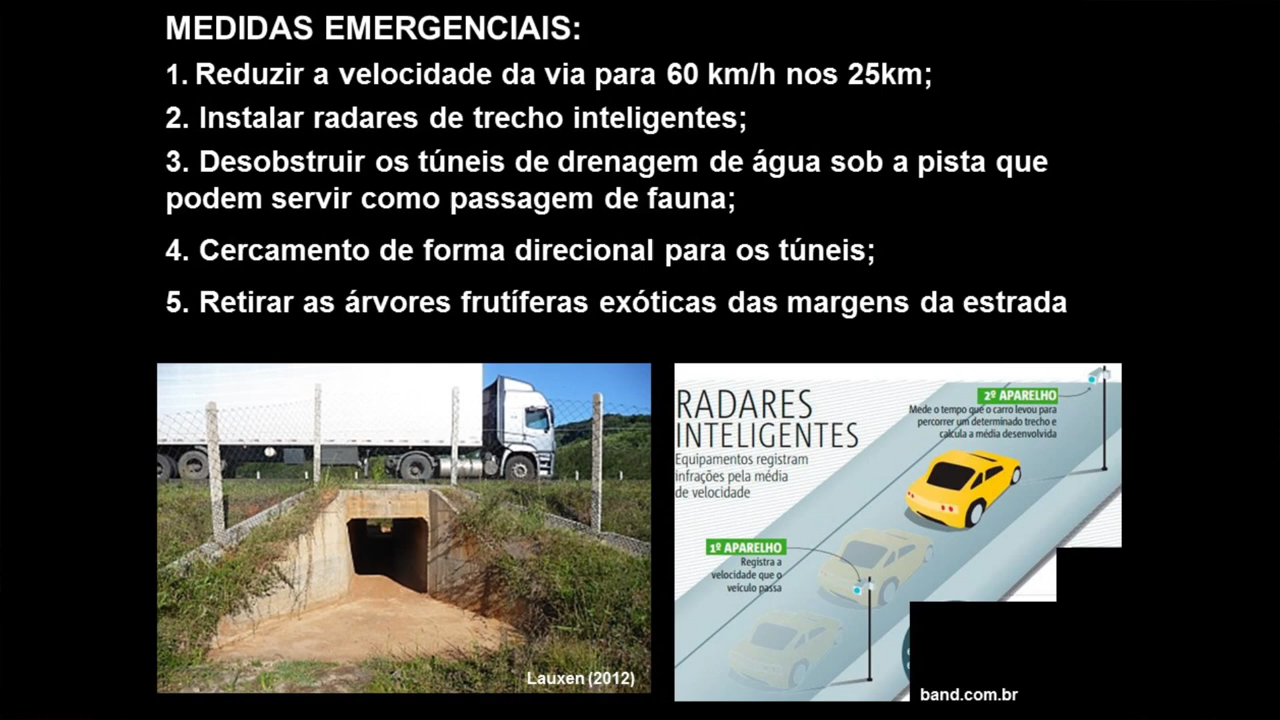 MEDIDAS EMERGENCIAIS:
1. Reduzir a velocidade da via para 60 km/h nos 25km;
2. Instalar radares de trecho inteligentes;
3. Desobstruir os túneis de drenagem de água sob a pista que
podem servir como passagem de fauna;
4. Cercamento de forma direcional para os túneis;
5. Retirar as árvores frutíferas exóticas das margens da estrada
Lauxen (2012)
RADARES
INTELIGENTES
Equipamentos registram
infrações pela média
de velocidade
2º APARELHO
Mede o tempo que o carro levou para
percorrer um determinado trecho e
calcula a média desenvolvida
1º APARELHO
Registra a
velocidade que o
veículo passa
band.com.br